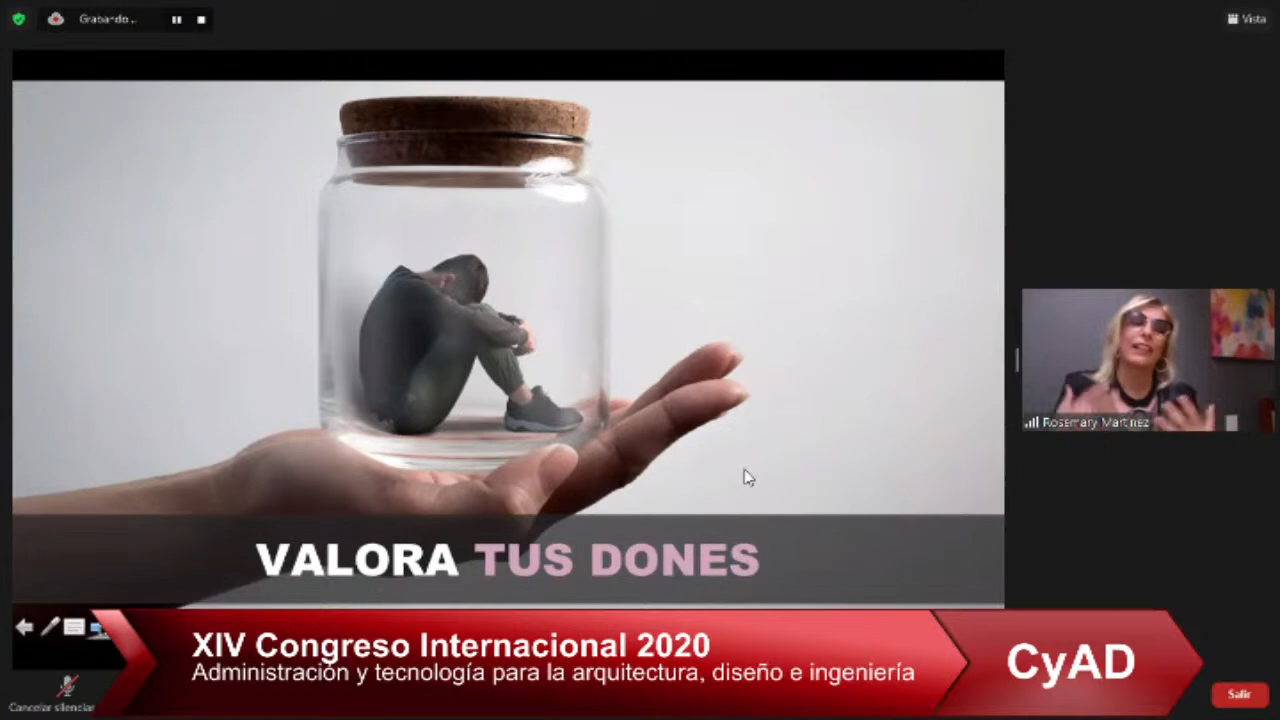 Grabando...
Vista
Rosemary Martinez
VALORA TUS DONES
XIV Congreso Internacional 2020
Administración y tecnología para la arquitectura, diseño e ingeniería
CyAD
Cancelar silenciar
Salir